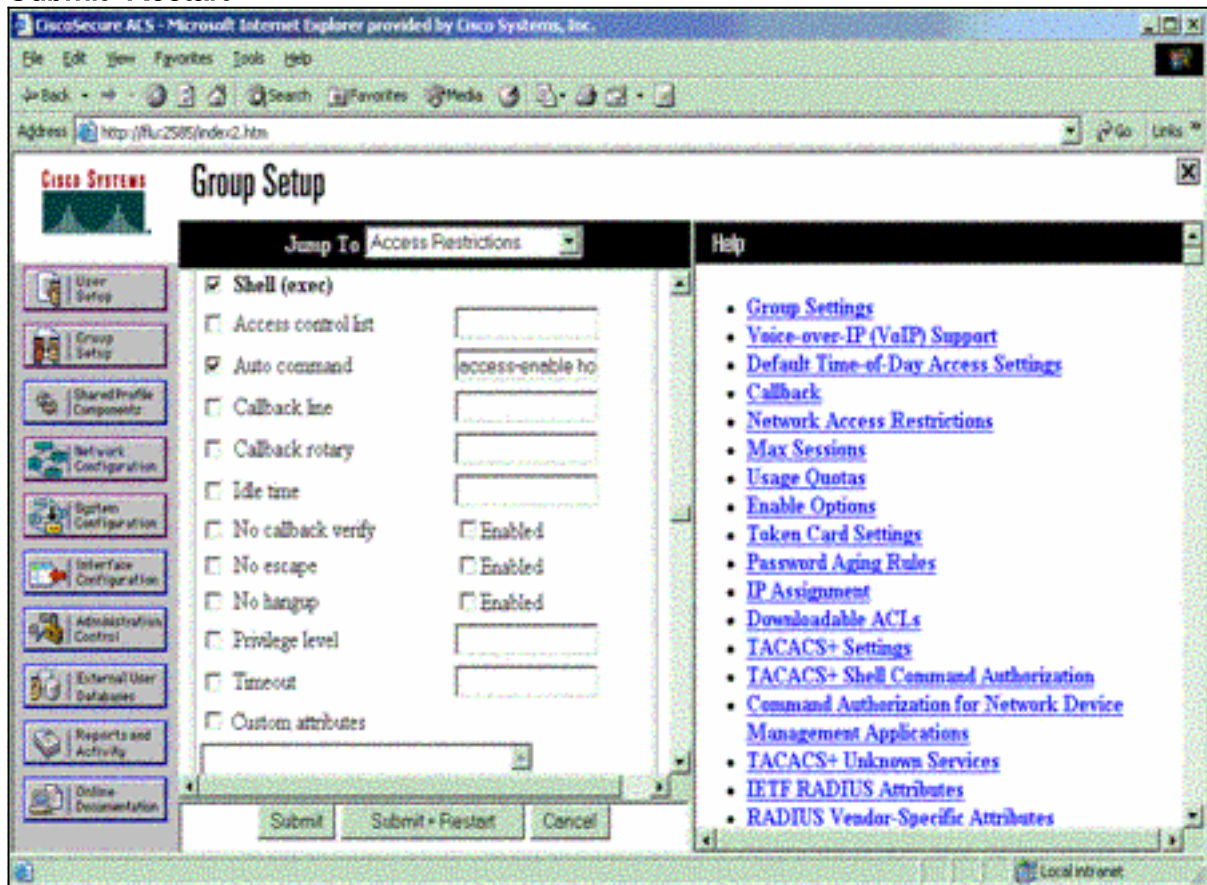 CiscoSecure ACS - Microsoft Internet Explorer provided by Cisco Systems, Inc.
File Edit View Favorites Tools Help
Back Search Favorites Media
Address Go Links »
CISCO SYSTEMS
Group Setup
Jump To Access Restrictions
Help
User Setup
Group Setup
Shared Profile Components
Network Configuration
System Configuration
Interface Configuration
Administration Control
External User Databases
Reports and Activity
Online Documentation
Shell (exec)
Access control list
Auto command access-enable ho
Callback line
Callback rotary
Idle time
No callback verify Enabled
No escape Enabled
No hangup Enabled
Privilege level
Timeout
Custom attributes
Submit Submit + Restart Cancel
Group Settings
Voice-over-IP (VoIP) Support
Default Time-of-Day Access Settings
Callback
Network Access Restrictions
Max Sessions
Usage Quotas
Enable Options
Token Card Settings
Password Aging Rules
IP Assignment
Downloadable ACLs
TACACS+ Settings
TACACS+ Shell Command Authorization
Command Authorization for Network Device
Management Applications
TACACS+ Unknown Services
IETF RADIUS Attributes
RADIUS Vendor-Specific Attributes
Local intranet